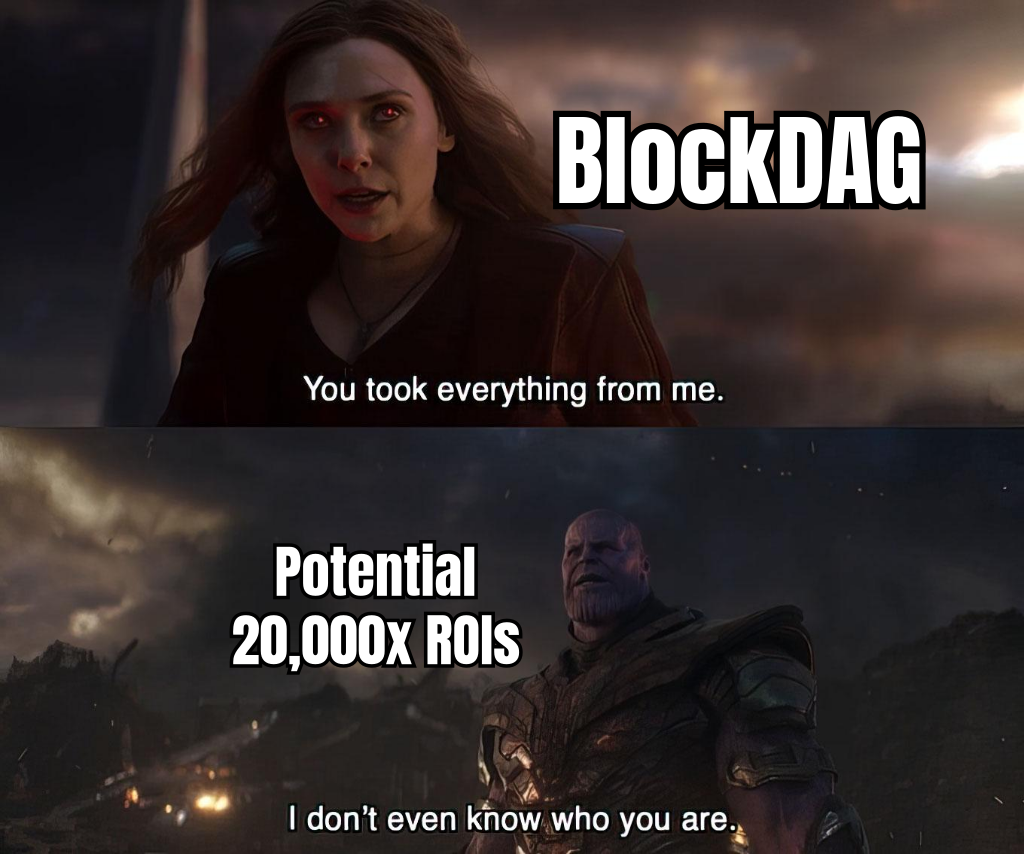 BlockDAG
You took everything from me.
Potential
20,000x ROIs
I don't even know who you are.